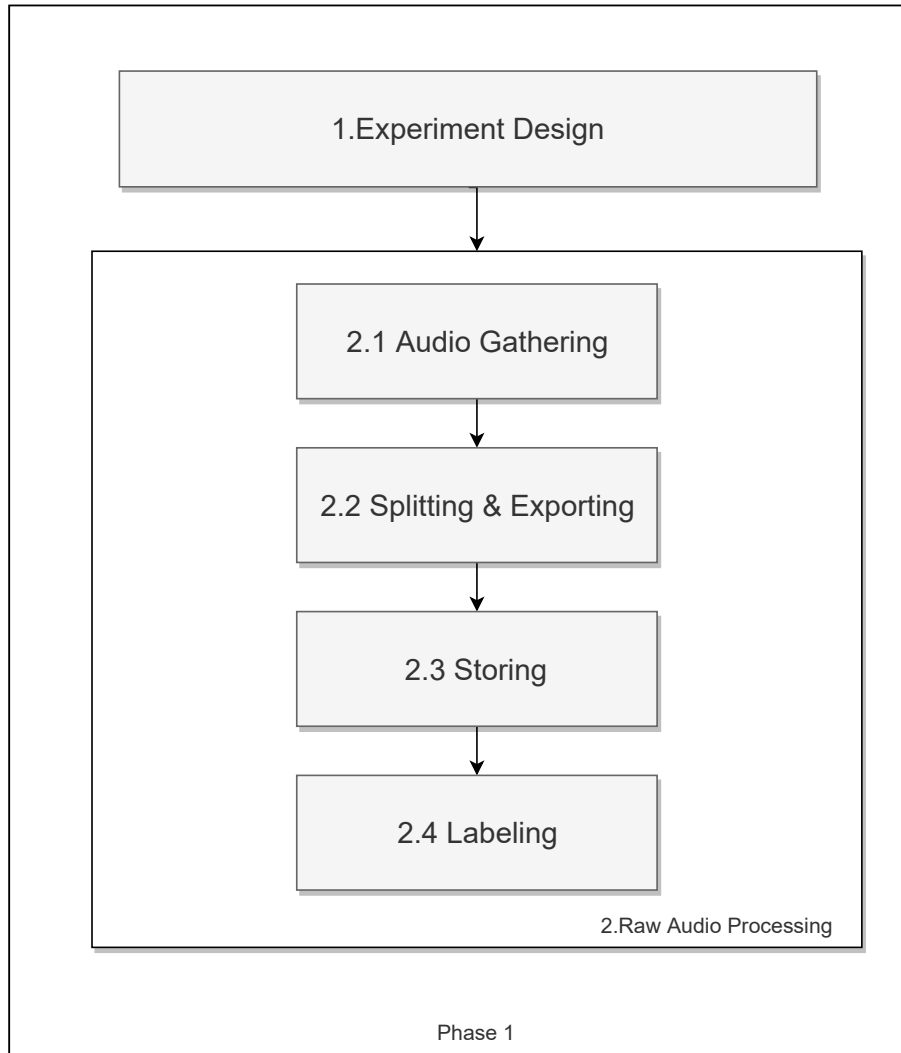 1.Experiment Design
2.1 Audio Gathering
2.2 Splitting & Exporting
2.3 Storing
2.4 Labeling
2.Raw Audio Processing
Phase 1